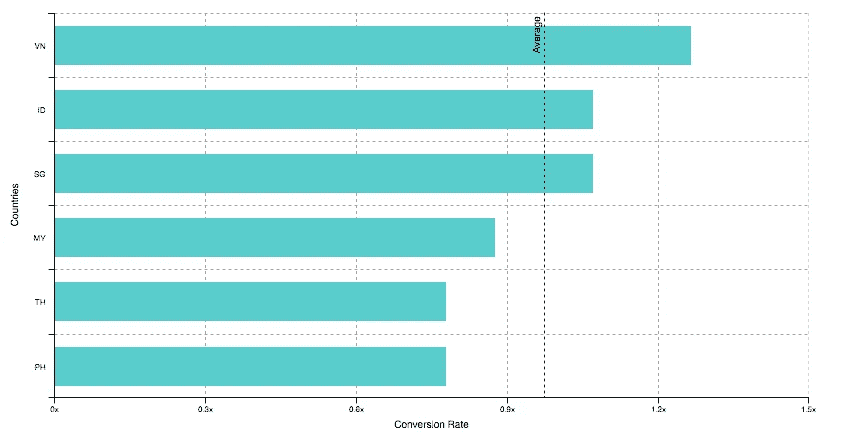 Average
VN
ID
SG
MY
TH
PH
Countries
0x 0.3x 0.6x 0.9x 1.2x 1.5x
Conversion Rate